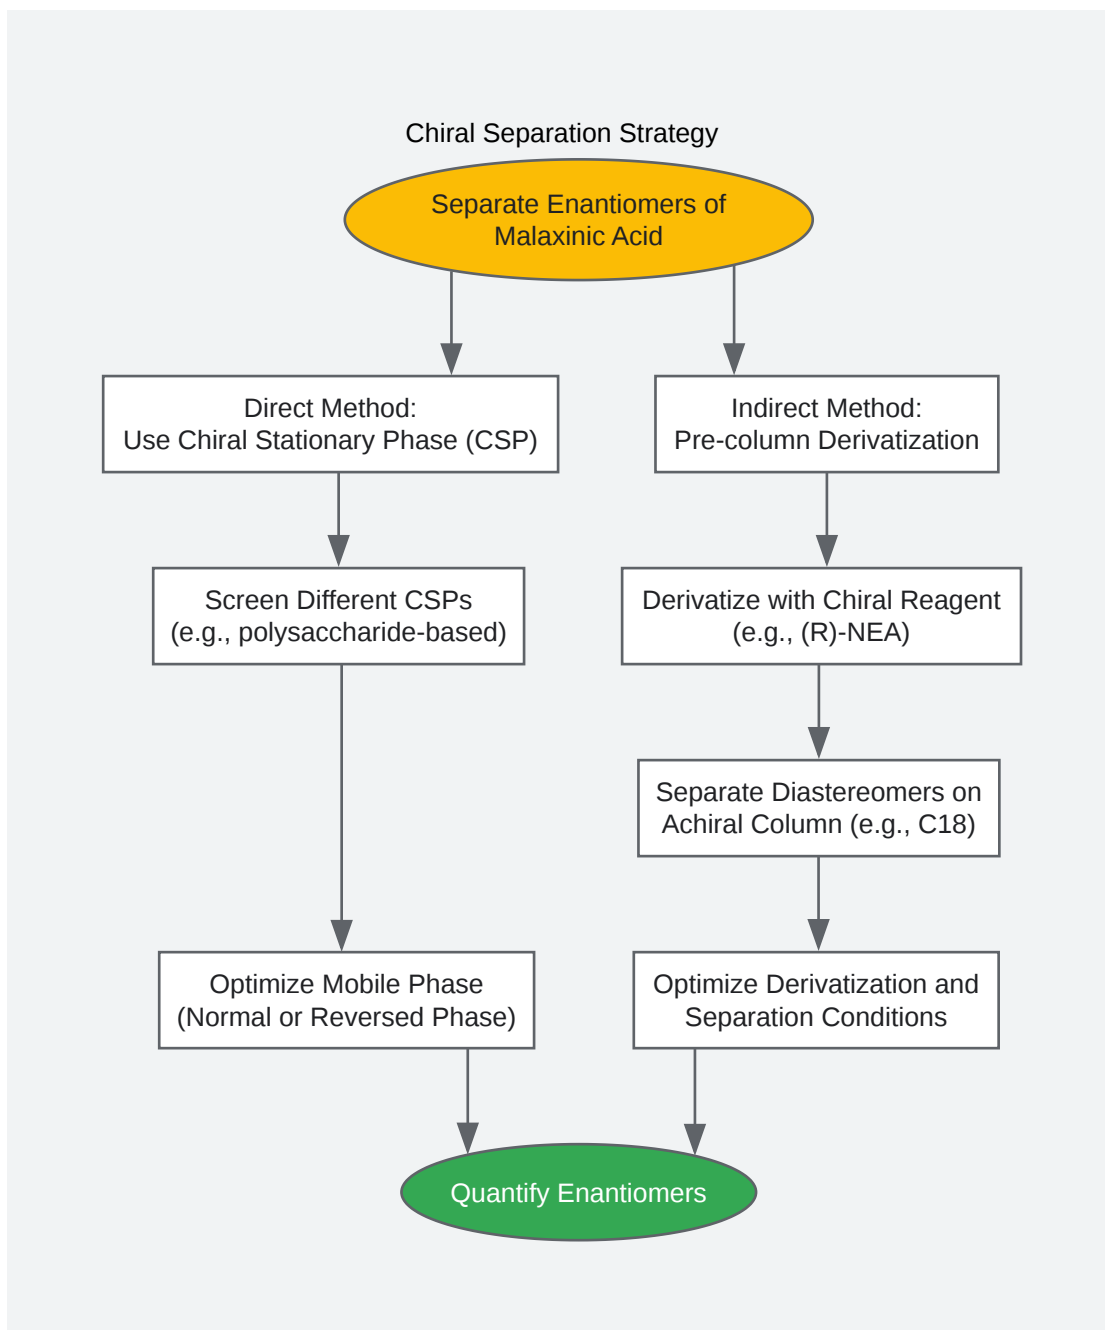 Chiral Separation Strategy
Separate Enantiomers of
Malaxinic Acid
Direct Method:
Use Chiral Stationary Phase (CSP)
Indirect Method:
Pre-column Derivatization
Screen Different CSPs
(e.g., polysaccharide-based)
Derivatize with Chiral Reagent
(e.g., (R)-NEA)
Separate Diastereomers on
Achiral Column (e.g., C18)
Optimize Mobile Phase
(Normal or Reversed Phase)
Optimize Derivatization and
Separation Conditions
Quantify Enantiomers